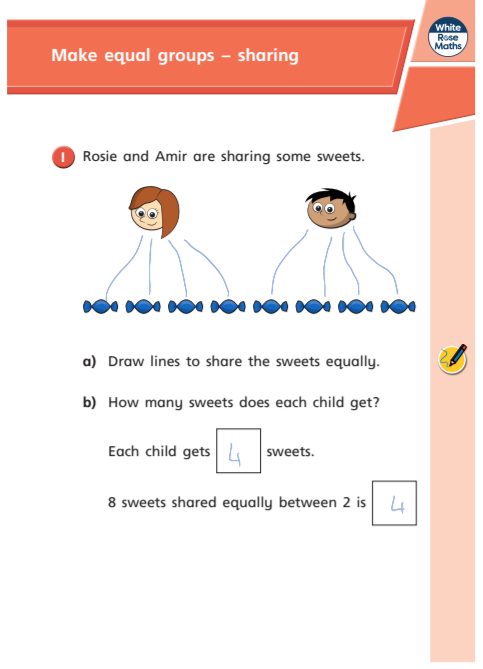 White
Rose
Maths
Make equal groups – sharing
1 Rosie and Amir are sharing some sweets.
a) Draw lines to share the sweets equally.
b) How many sweets does each child get?
Each child gets 4 sweets.
8 sweets shared equally between 2 is 4